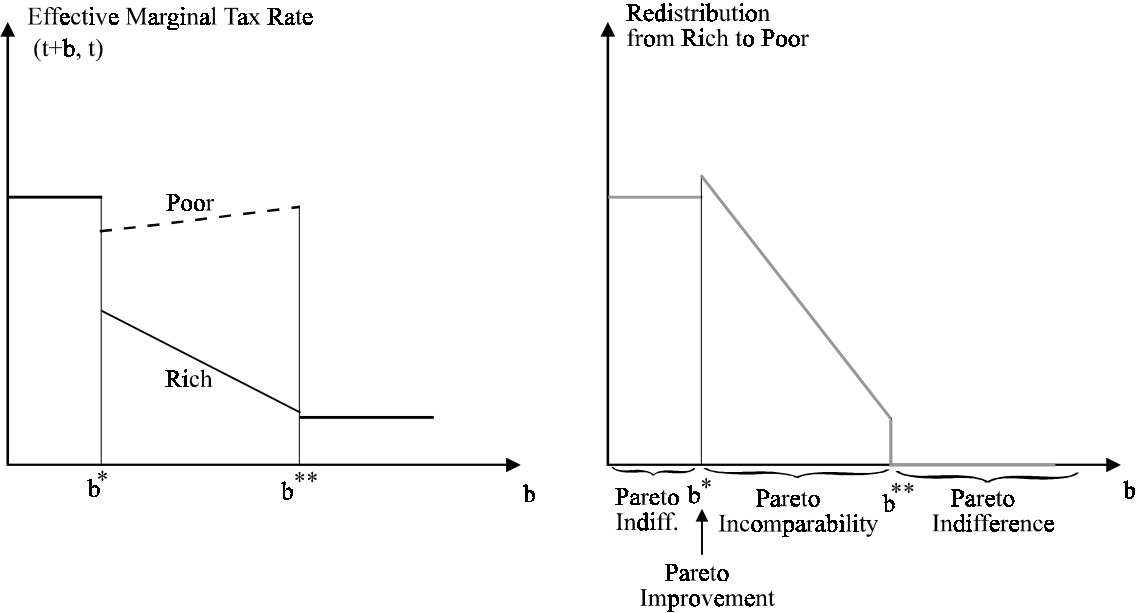 Effective Marginal Tax Rate
(t+b, t)
Poor
Rich
b*
b**
b
Redistribution
from Rich to Poor
Pareto
Indiff.
b*
Pareto
Incomparability
b**
Pareto
Indifference
b
Pareto
Improvement